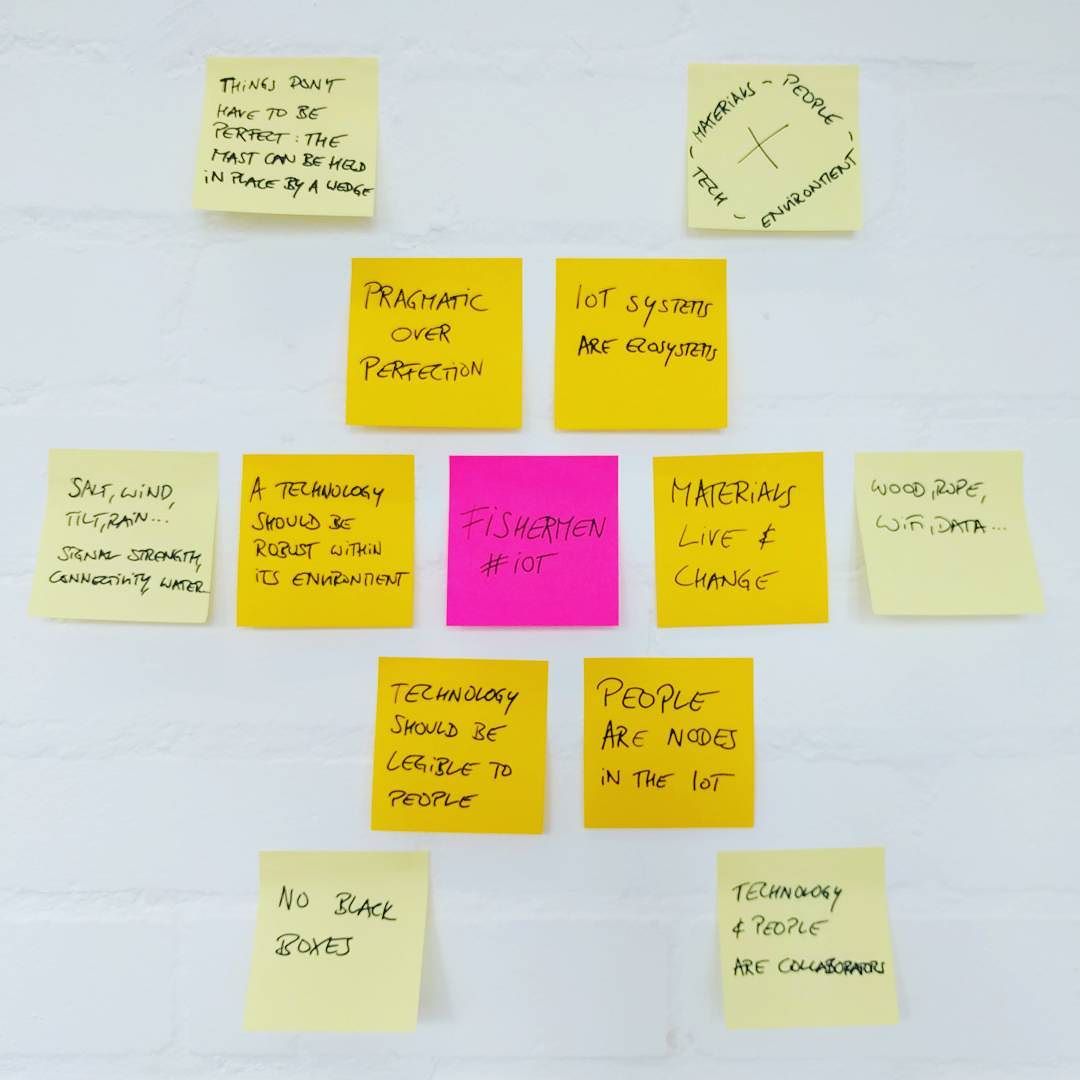 THINGS DON'T
HAVE TO BE
PERFECT: THE
MAST CAN BE HELD
IN PLACE BY A WEDGE
MATERIALS - PEOPLE -
TECH - ENVIRONMENT
PRAGMATIC
OVER
PERFECTION
IOT SYSTEMS
ARE ECOSYSTEMS
SALT, WIND,
TILT, RAIN...
SIGNAL STRENGTH,
CONNECTIVITY, WATER...
A TECHNOLOGY
SHOULD BE
ROBUST WITHIN
ITS ENVIRONMENT
FISHERMEN
#IOT
MATERIALS
LIVE &
CHANGE
WOOD, ROPE,
WIFI, DATA...
TECHNOLOGY
SHOULD BE
LEGIBLE TO
PEOPLE
PEOPLE
ARE NODES
IN THE IOT
NO BLACK
BOXES
TECHNOLOGY
& PEOPLE
ARE COLLABORATORS